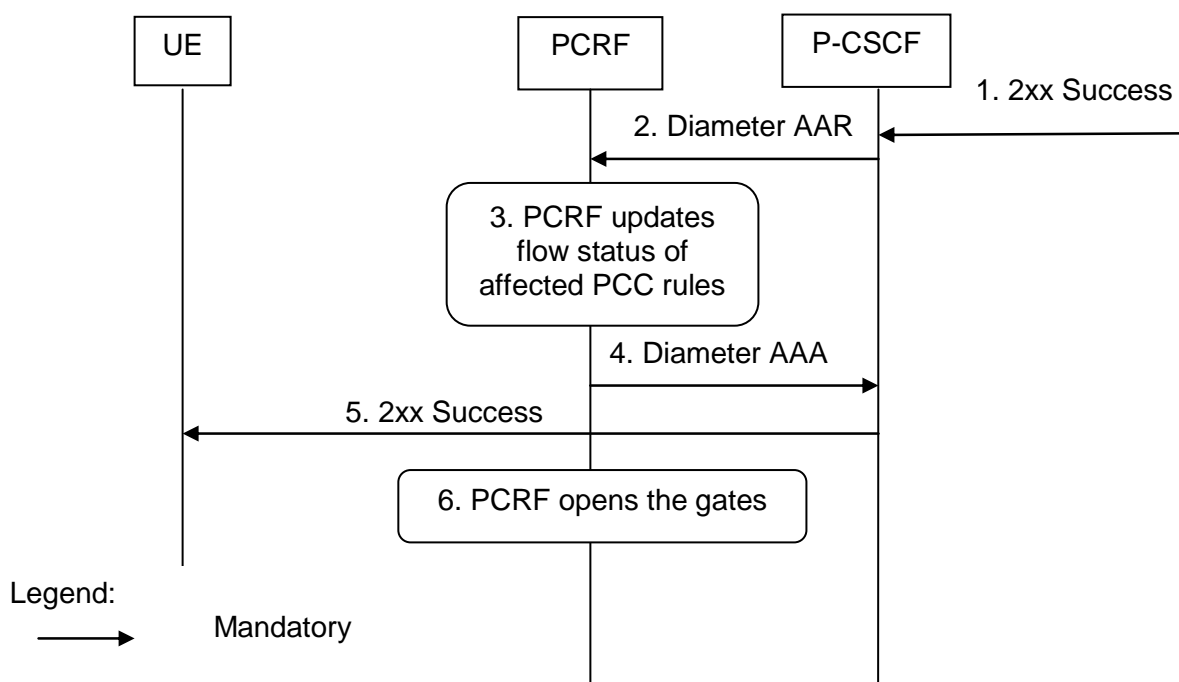 UE
PCRF
P-CSCF
1. 2xx Success
2. Diameter AAR
3. PCRF updates
flow status of
affected PCC rules
4. Diameter AAA
5. 2xx Success
6. PCRF opens the gates
Legend:
Mandatory